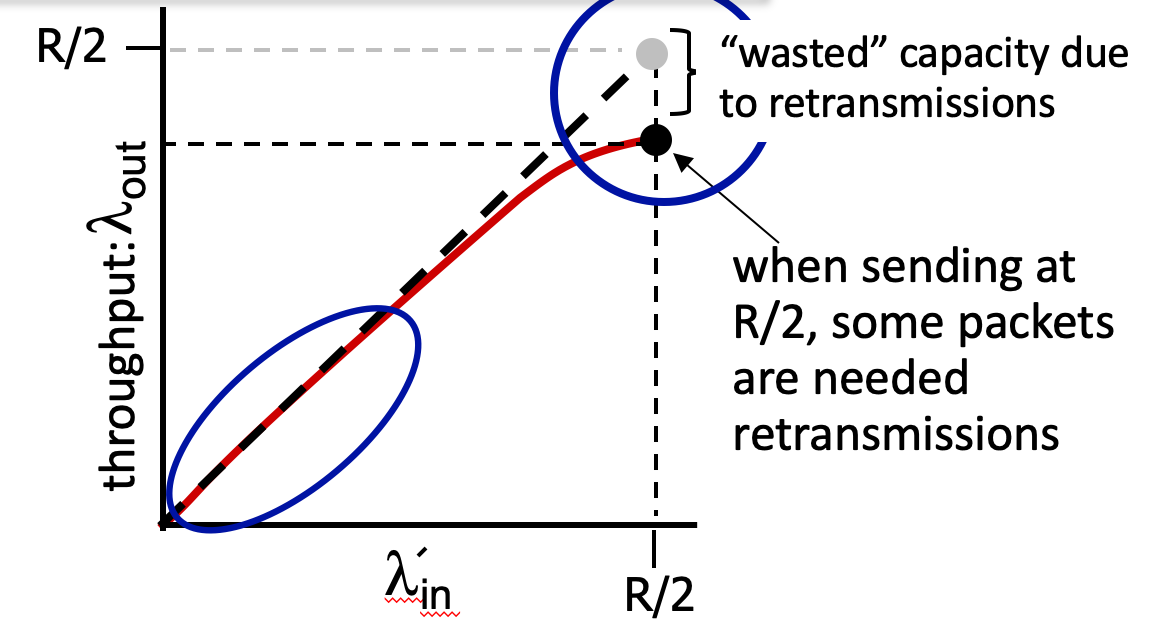 R/2
“wasted” capacity due
to retransmissions
throughput: λout
when sending at
R/2, some packets
are needed
retransmissions
λ′in
R/2